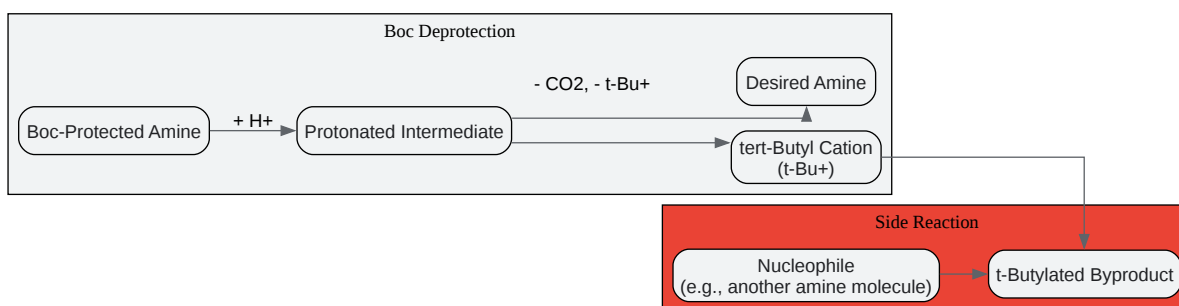 Boc Deprotection
- CO2, - t-Bu+
Desired Amine
Boc-Protected Amine
+ H+
Protonated Intermediate
tert-Butyl Cation
(t-Bu+)
Side Reaction
Nucleophile
(e.g., another amine molecule)
t-Butylated Byproduct